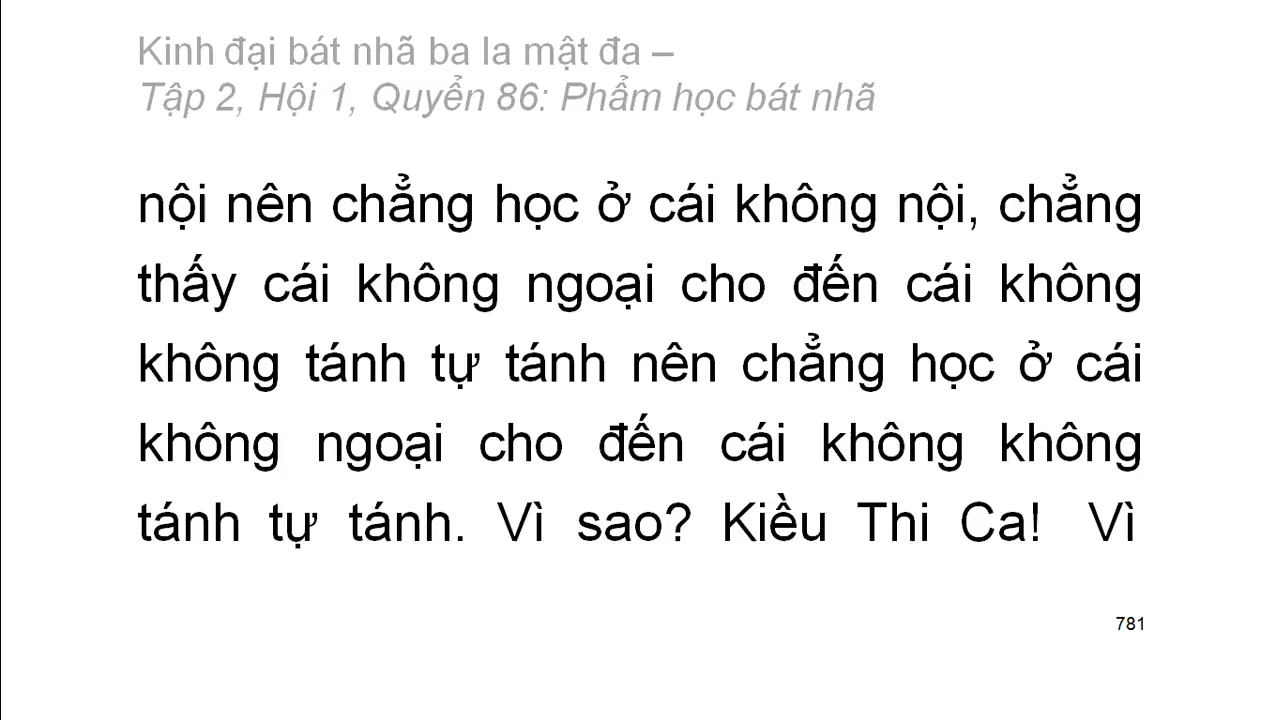 Kinh đại bát nhã ba la mật đa –
Tập 2, Hội 1, Quyển 86: Phẩm học bát nhã
nội nên chẳng học ở cái không nội, chẳng
thấy cái không ngoại cho đến cái không
không tánh tự tánh nên chẳng học ở cái
không ngoại cho đến cái không không
tánh tự tánh. Vì sao? Kiều Thi Ca! Vì
781